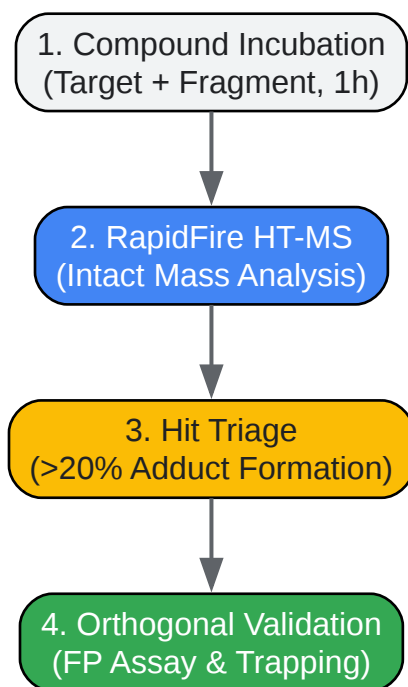 1. Compound Incubation
(Target + Fragment, 1h)
2. RapidFire HT-MS
(Intact Mass Analysis)
3. Hit Triage
(>20% Adduct Formation)
4. Orthogonal Validation
(FP Assay & Trapping)